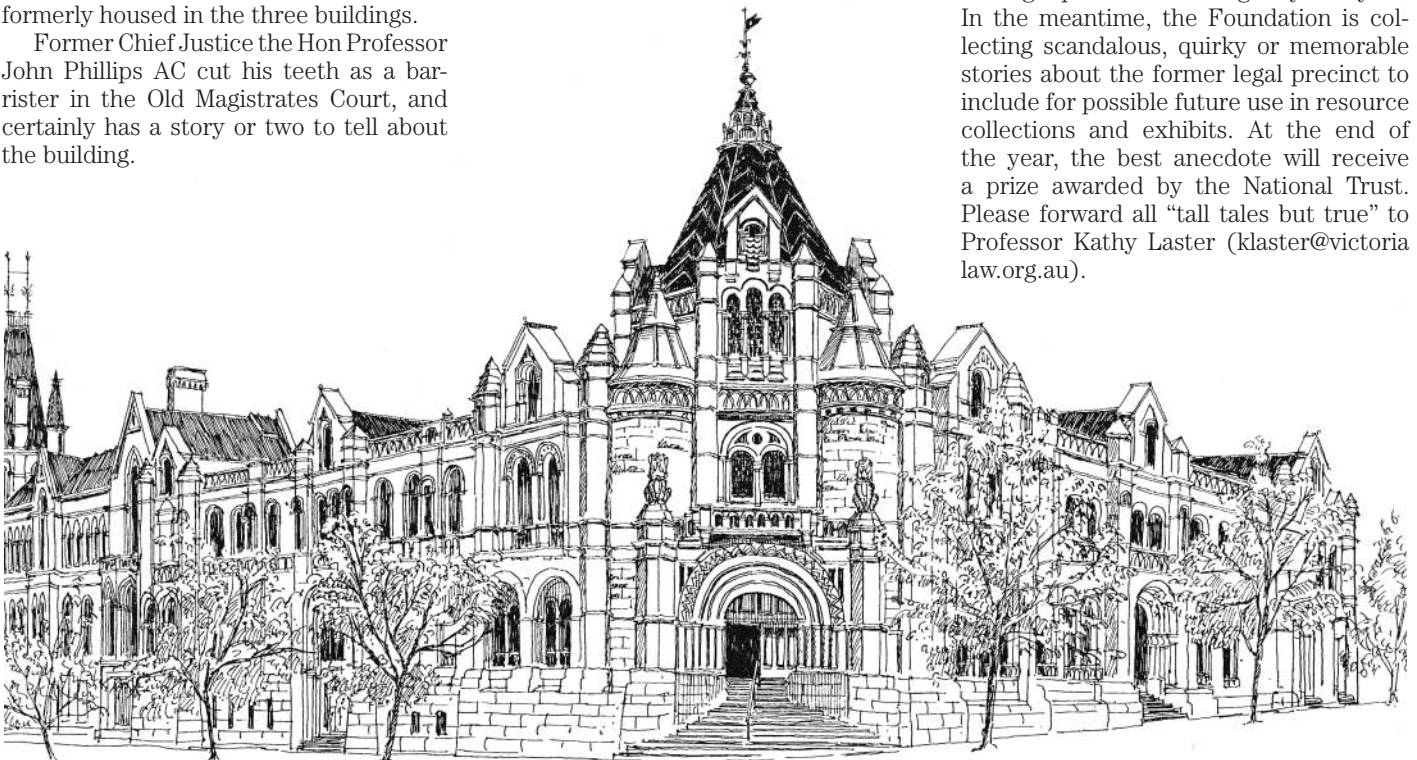 formerly housed in the three buildings.
Former Chief Justice the Hon Professor
John Phillips AC cut his teeth as a bar-
rister in the Old Magistrates Court, and
certainly has a story or two to tell about
the building.
In the meantime, the Foundation is col-
lecting scandalous, quirky or memorable
stories about the former legal precinct to
include for possible future use in resource
collections and exhibits. At the end of
the year, the best anecdote will receive
a prize awarded by the National Trust.
Please forward all “tall tales but true” to
Professor Kathy Laster (klaster@victoria
law.org.au).